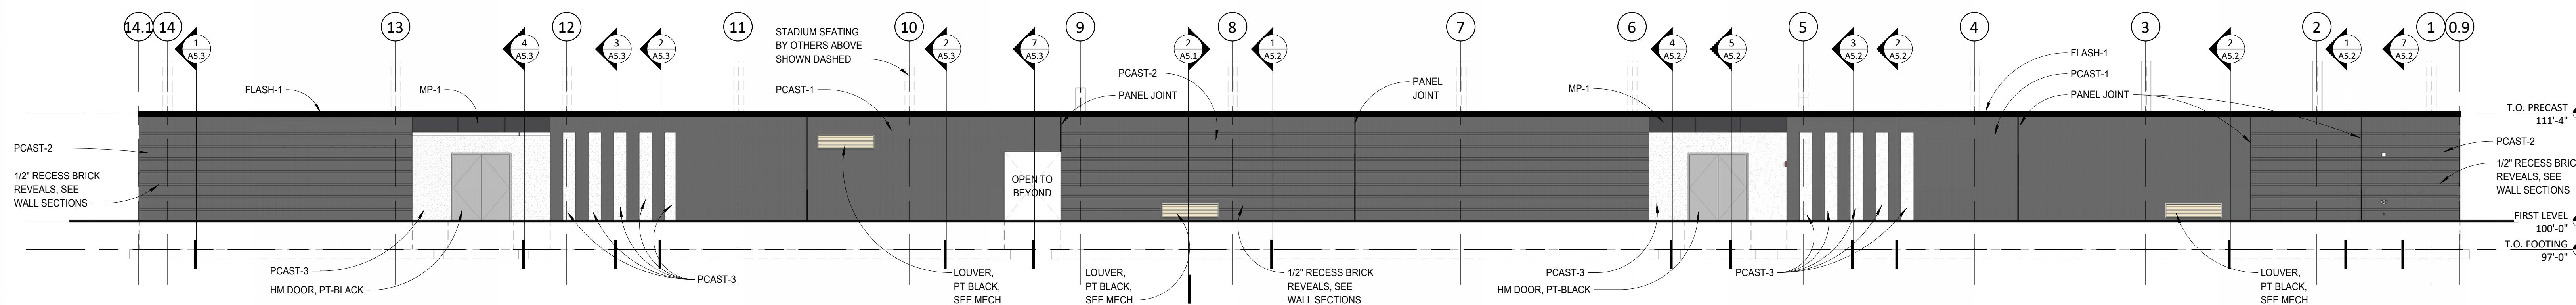 14.1
14
13
12
11
10
9
8
7
6
5
4
3
2
1
0.9
1
A5.3
4
A5.3
3
A5.3
2
A5.3
2
A5.3
7
A5.3
2
A5.1
1
A5.2
4
A5.2
5
A5.2
3
A5.2
2
A5.2
2
A5.2
1
A5.2
7
A5.2
STADIUM SEATING
BY OTHERS ABOVE
SHOWN DASHED
FLASH-1
MP-1
PCAST-1
PCAST-2
PANEL JOINT
PANEL
JOINT
MP-1
FLASH-1
PCAST-1
PANEL JOINT
T.O. PRECAST
111'-4"
PCAST-2
1/2" RECESS BRICK
REVEALS, SEE
WALL SECTIONS
OPEN TO
BEYOND
PCAST-2
1/2" RECESS BRIC
REVEALS, SEE
WALL SECTIONS
FIRST LEVEL
100'-0"
T.O. FOOTING
97'-0"
PCAST-3
HM DOOR, PT-BLACK
PCAST-3
LOUVER,
PT BLACK,
SEE MECH
LOUVER,
PT BLACK,
SEE MECH
1/2" RECESS BRICK
REVEALS, SEE
WALL SECTIONS
PCAST-3
HM DOOR, PT-BLACK
PCAST-3
LOUVER,
PT BLACK,
SEE MECH